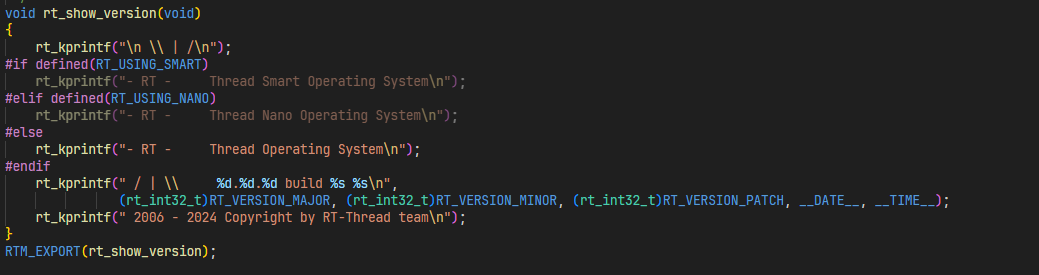 void rt_show_version(void)
{
    rt_kprintf("\n \\ | /\n");
#if defined(RT_USING_SMART)
    rt_kprintf("- RT -     Thread Smart Operating System\n");
#elif defined(RT_USING_NANO)
    rt_kprintf("- RT -     Thread Nano Operating System\n");
#else
    rt_kprintf("- RT -     Thread Operating System\n");
#endif
    rt_kprintf(" / | \\     %d.%d.%d build %s %s\n",
               (rt_int32_t)RT_VERSION_MAJOR, (rt_int32_t)RT_VERSION_MINOR, (rt_int32_t)RT_VERSION_PATCH, __DATE__, __TIME__);
    rt_kprintf(" 2006 - 2024 Copyright by RT-Thread team\n");
}
RTM_EXPORT(rt_show_version);